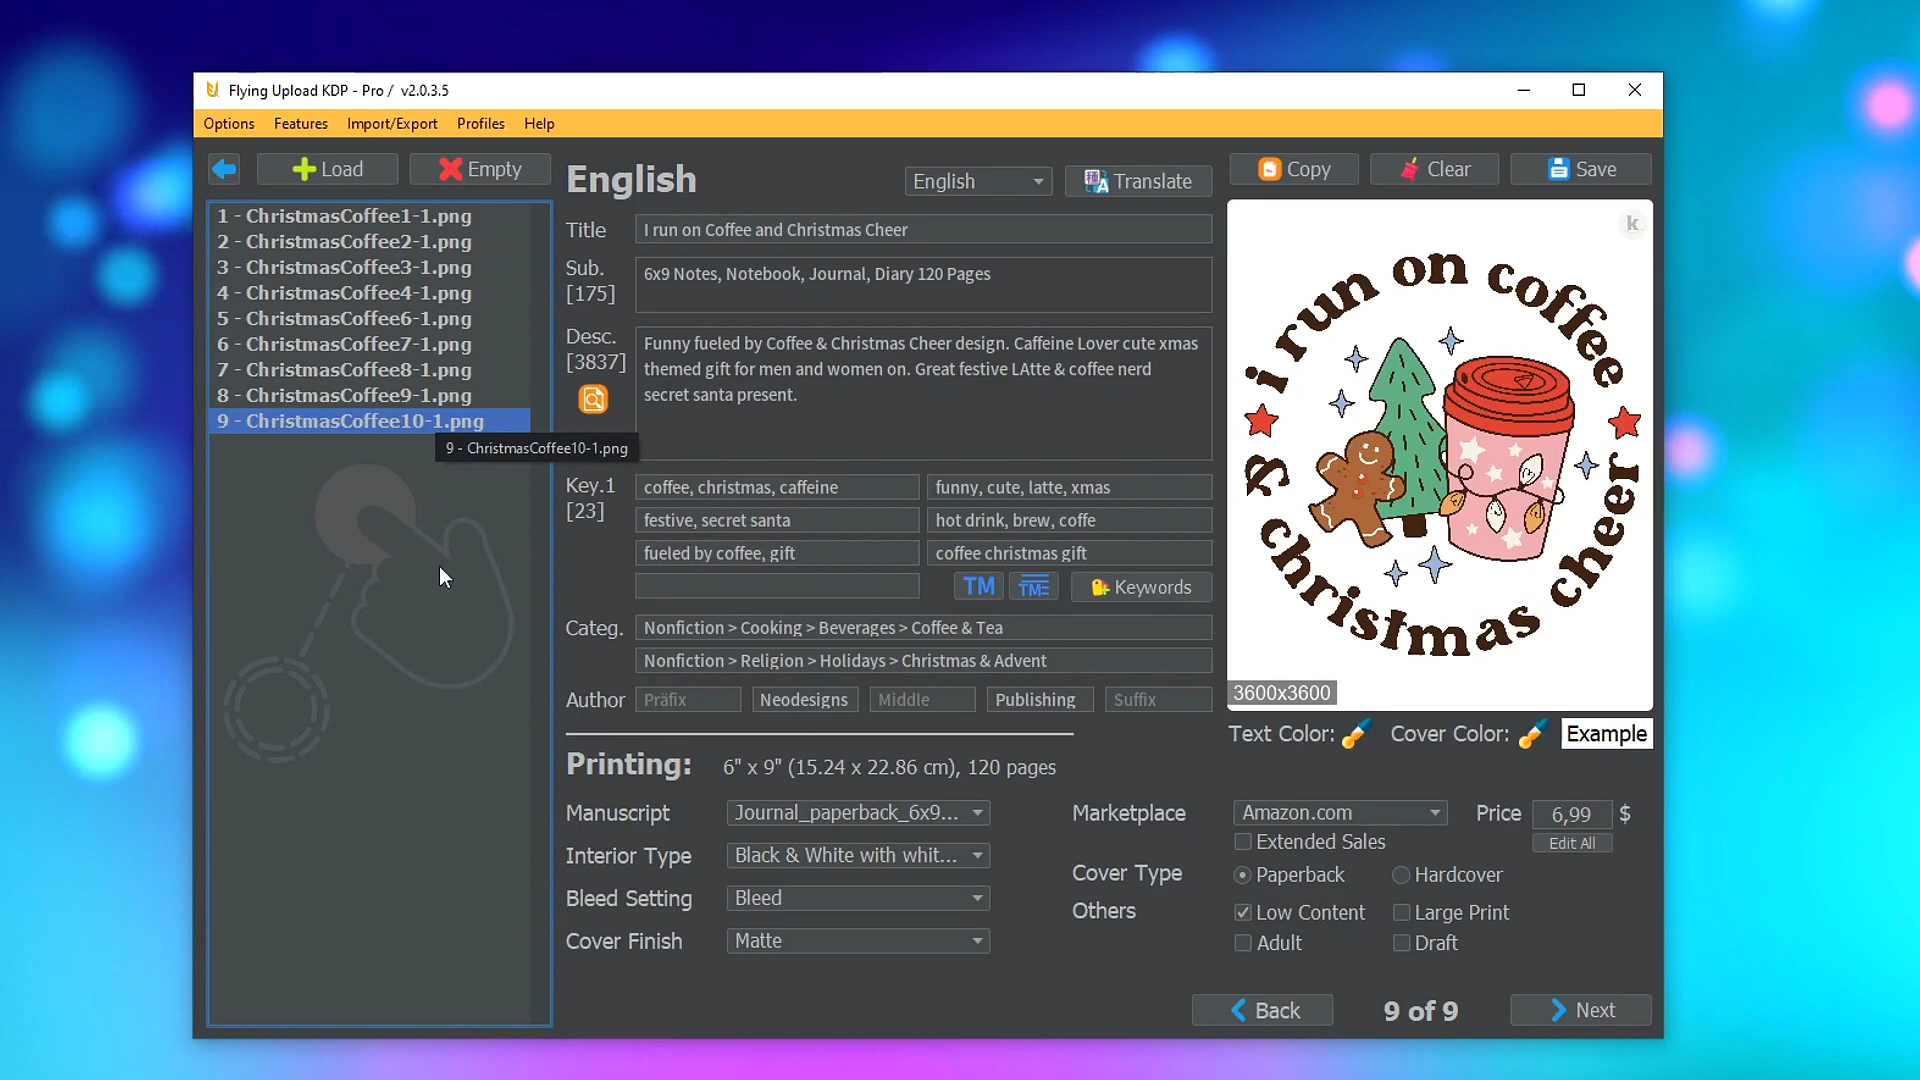 Flying Upload KDP - Pro / v2.0.3.5
Options Features Import/Export Profiles Help
Load Empty
1 - ChristmasCoffee1-1.png
2 - ChristmasCoffee2-1.png
3 - ChristmasCoffee3-1.png
4 - ChristmasCoffee4-1.png
5 - ChristmasCoffee6-1.png
6 - ChristmasCoffee7-1.png
7 - ChristmasCoffee8-1.png
8 - ChristmasCoffee9-1.png
9 - ChristmasCoffee10-1.png
9 - ChristmasCoffee10-1.png
English English Translate
Title I run on Coffee and Christmas Cheer
Sub. [175] 6x9 Notes, Notebook, Journal, Diary 120 Pages
Desc. [3837]
Funny fueled by Coffee & Christmas Cheer design. Caffeine Lover cute xmas
themed gift for men and women on. Great festive LAtte & coffee nerd
secret santa present.
Key.1 [23]
coffee, christmas, caffeine funny, cute, latte, xmas
festive, secret santa hot drink, brew, coffe
fueled by coffee, gift coffee christmas gift
TM TM Keywords
Categ. Nonfiction > Cooking > Beverages > Coffee & Tea
Nonfiction > Religion > Holidays > Christmas & Advent
Author Präfix Neodesigns Middle Publishing Suffix
Copy Clear Save
k
i run on coffee
& christmas cheer
3600x3600
Text Color: Cover Color: Example
Printing: 6" x 9" (15.24 x 22.86 cm), 120 pages
Manuscript Journal_paperback_6x9...
Interior Type Black & White with whit...
Bleed Setting Bleed
Cover Finish Matte
Marketplace Amazon.com Price 6,99 $
Extended Sales Edit All
Cover Type Paperback Hardcover
Others Low Content Large Print
Adult Draft
Back 9 of 9 Next